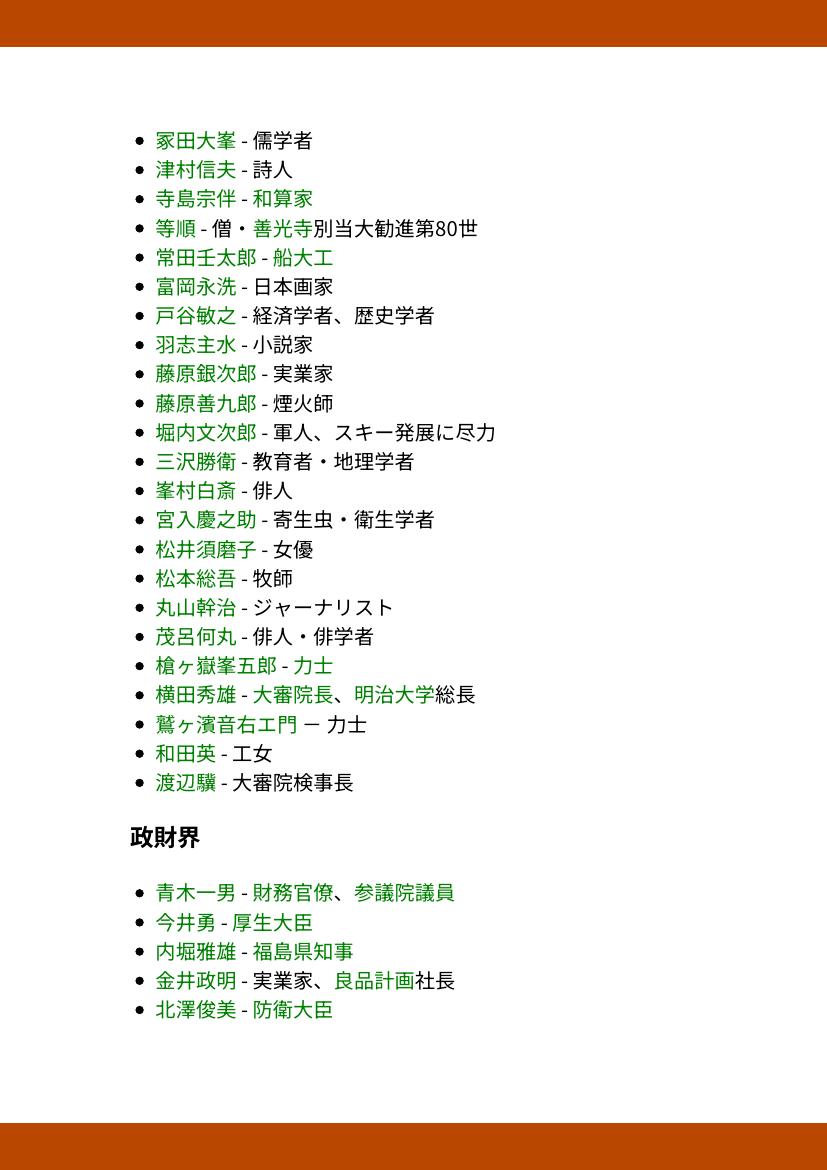 冢田大峯 - 儒学者
津村信夫 - 詩人
寺島宗伴 - 和算家
等順 - 僧・善光寺別当大勧進第80世
常田壬太郎 - 船大工
富岡永洗 - 日本画家
戸谷敏之 - 経済学者、歴史学者
羽志主水 - 小説家
藤原銀次郎 - 実業家
藤原善九郎 - 煙火師
堀内文次郎 - 軍人、スキー発展に尽力
三沢勝衛 - 教育者・地理学者
峯村白斎 - 俳人
宮入慶之助 - 寄生虫・衛生学者
松井須磨子 - 女優
松本総吾 - 牧師
丸山幹治 - ジャーナリスト
茂呂何丸 - 俳人・俳学者
槍ヶ嶽峯五郎 - 力士
横田秀雄 - 大審院長、明治大学総長
鷲ヶ濱音右エ門 － 力士
和田英 - 工女
渡辺驥 - 大審院検事長
政財界
青木一男 - 財務官僚、参議院議員
今井勇 - 厚生大臣
内堀雅雄 - 福島県知事
金井政明 - 実業家、良品計画社長
北澤俊美 - 防衛大臣